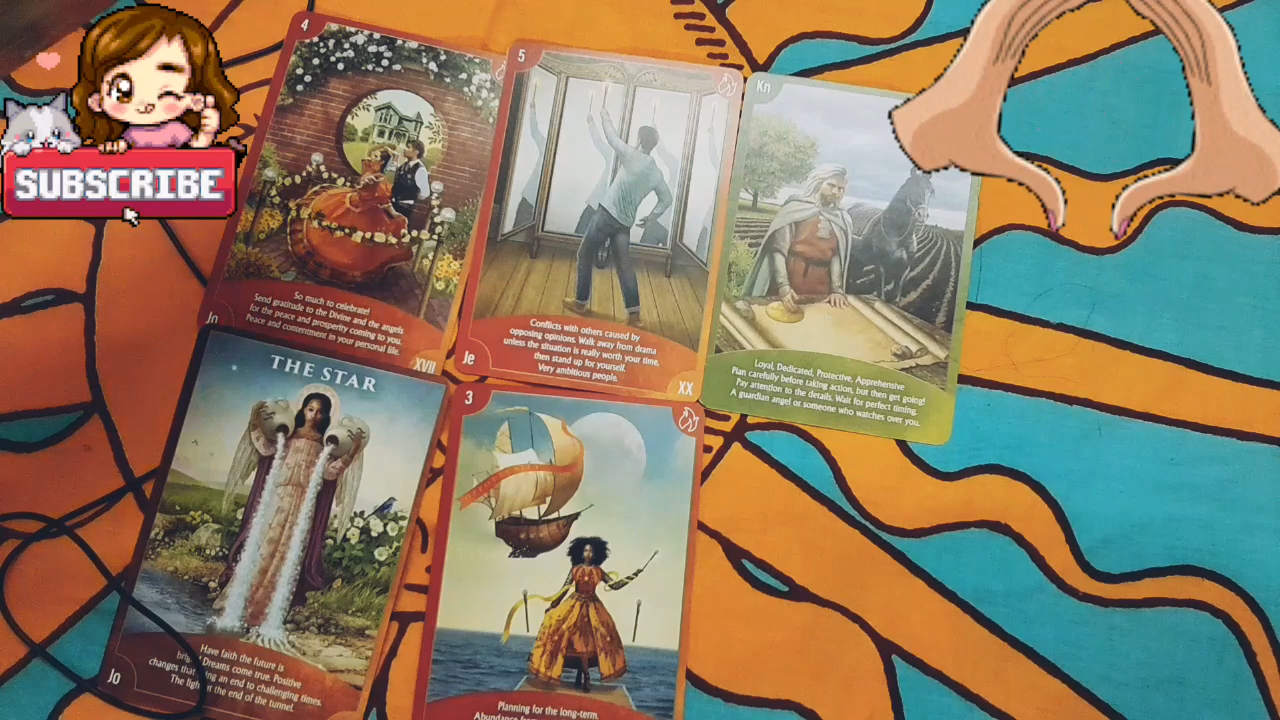 SUBSCRIBE
4
So much to celebrate!
Send gratitude to the Divine and the angels
for the peace and prosperity coming to you.
Peace and contentment in your personal life.
Jn
XVII
5
Conflicts with others caused by
opposing opinions. Walk away from drama
unless the situation is really worth your time,
then stand up for yourself.
Very ambitious people.
Je
XX
Kn
Loyal, Dedicated, Protective, Apprehensive
Plan carefully before taking action, but then get going!
Pay attention to the details. Wait for perfect timing.
A guardian angel or someone who watches over you.
THE STAR
Have faith the future is
Dreams come true. Positive
changes an end to challenging times.
The light the end of the tunnel.
Jo
3
Planning for the long-term.